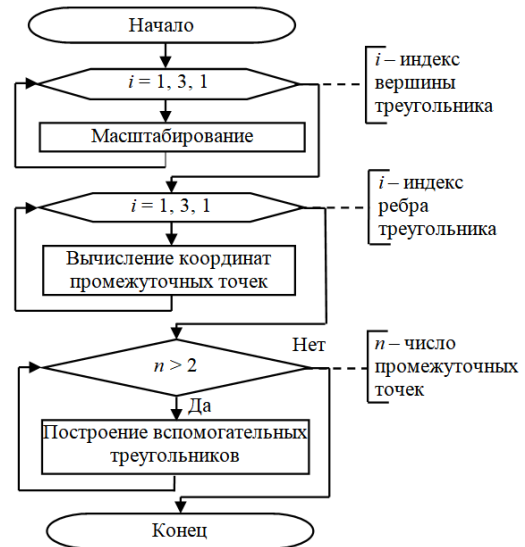 Начало
i = 1, 3, 1
i – индекс
вершины
треугольника
Масштабирование
i = 1, 3, 1
i – индекс
ребра
треугольника
Вычисление координат
промежуточных точек
n > 2
Нет
n – число
промежуточных
точек
Да
Построение вспомогательных
треугольников
Конец